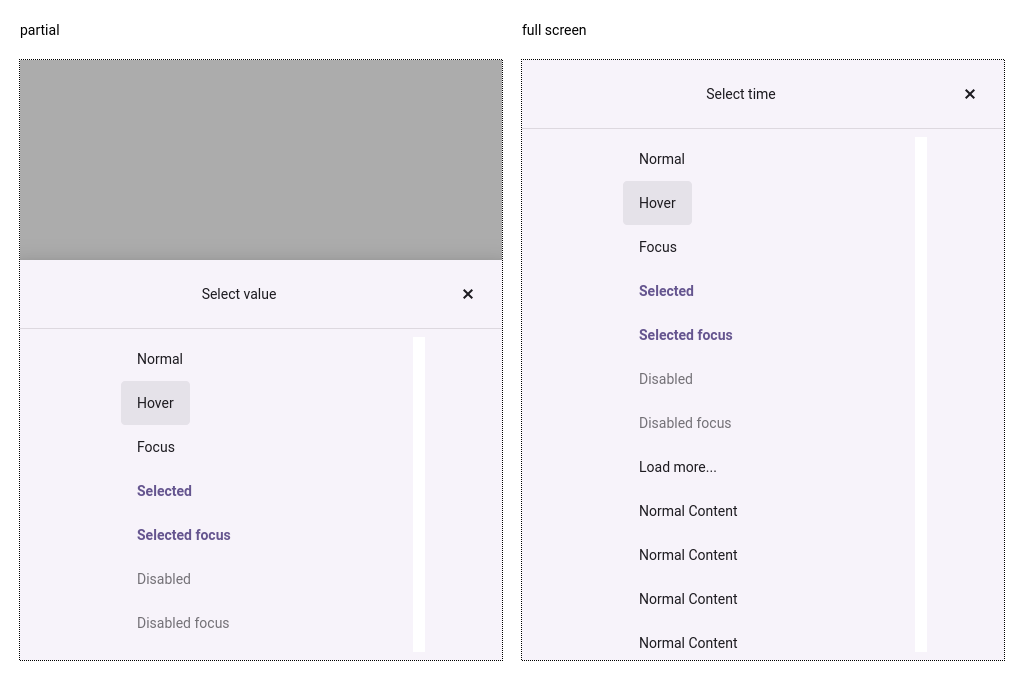 partial
Select value
Normal
Hover
Focus
Selected
Selected focus
Disabled
Disabled focus
full screen
Select time
Normal
Hover
Focus
Selected
Selected focus
Disabled
Disabled focus
Load more...
Normal Content
Normal Content
Normal Content
Normal Content